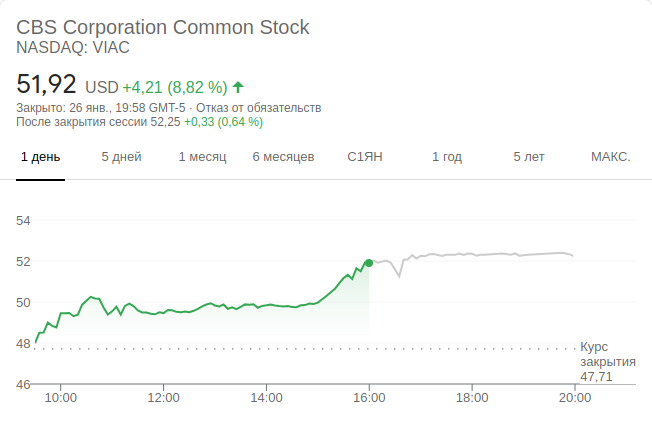 CBS Corporation Common Stock
NASDAQ: VIAC
51,92 USD +4,21 (8,82 %)
Закрыто: 26 янв., 19:58 GMT-5 · Отказ от обязательств
После закрытия сессии 52,25 +0,33 (0,64 %)
1 день 5 дней 1 месяц 6 месяцев С1ЯН 1 год 5 лет МАКС.
54
52
50
48
Курс
закрытия
47,71
46
10:00 12:00 14:00 16:00 18:00 20:00